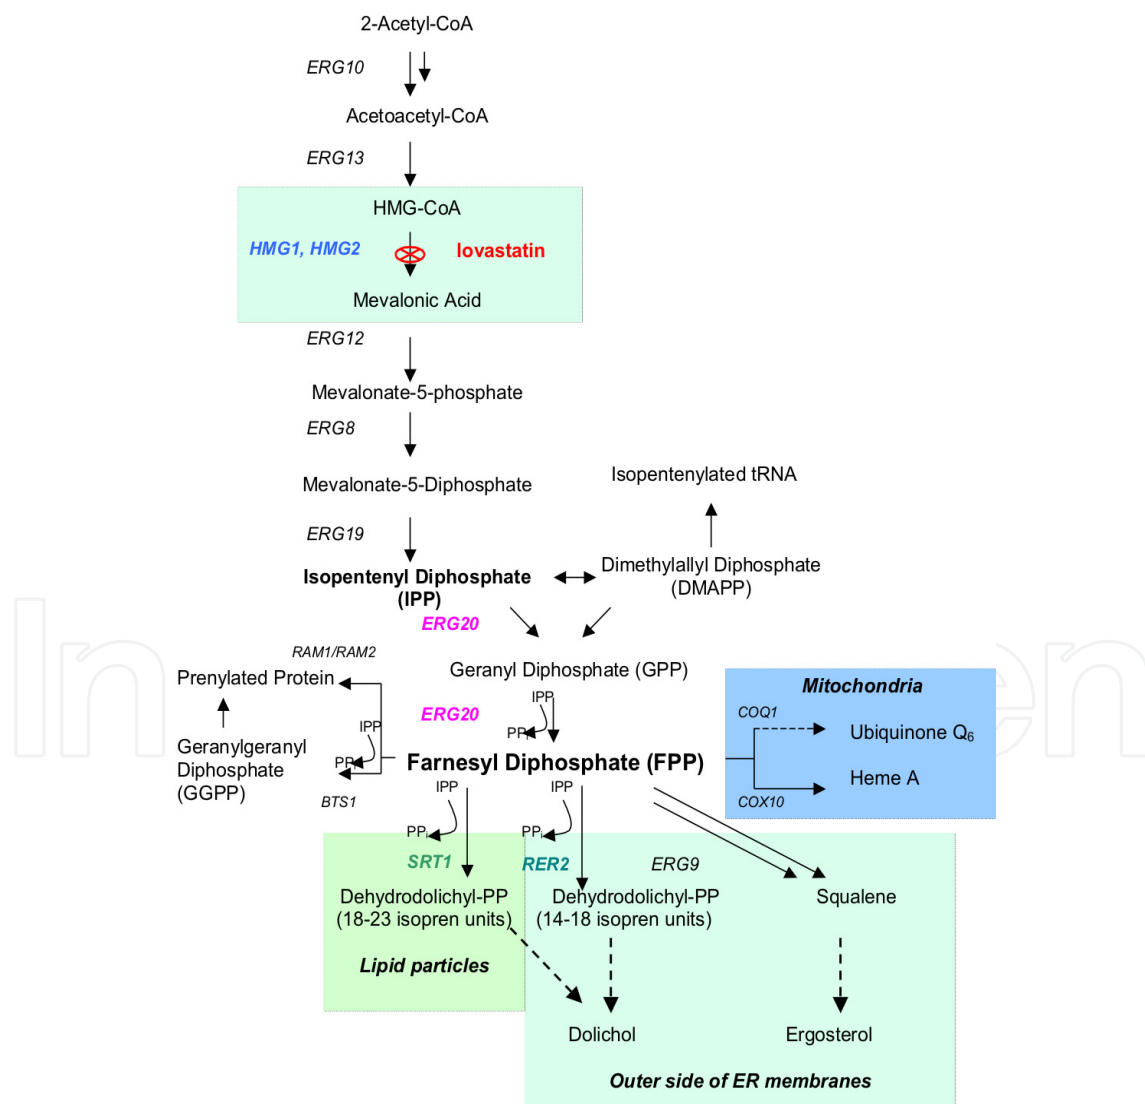 2-Acetyl-CoA
ERG10
Acetoacetyl-CoA
ERG13
HMG-CoA
HMG1, HMG2
lovastatin
Mevalonic Acid
ERG12
Mevalonate-5-phosphate
ERG8
Mevalonate-5-Diphosphate
Isopentenylated tRNA
ERG19
Isopentenyl Diphosphate
(IPP)
Dimethylallyl Diphosphate
(DMAPP)
ERG20
RAM1/RAM2
Prenylated Protein
Geranyl Diphosphate (GPP)
IPP
ERG20
PPi
IPP
PPi
Geranylgeranyl
Diphosphate
(GGPP)
BTS1
Farnesyl Diphosphate (FPP)
Mitochondria
COQ1
Ubiquinone Q6
Heme A
COX10
IPP
IPP
PPi
PPi
SRT1
RER2
ERG9
Dehydrodolichyl-PP
(18-23 isopren units)
Dehydrodolichyl-PP
(14-18 isopren units)
Squalene
Lipid particles
Dolichol
Ergosterol
Outer side of ER membranes
In
en